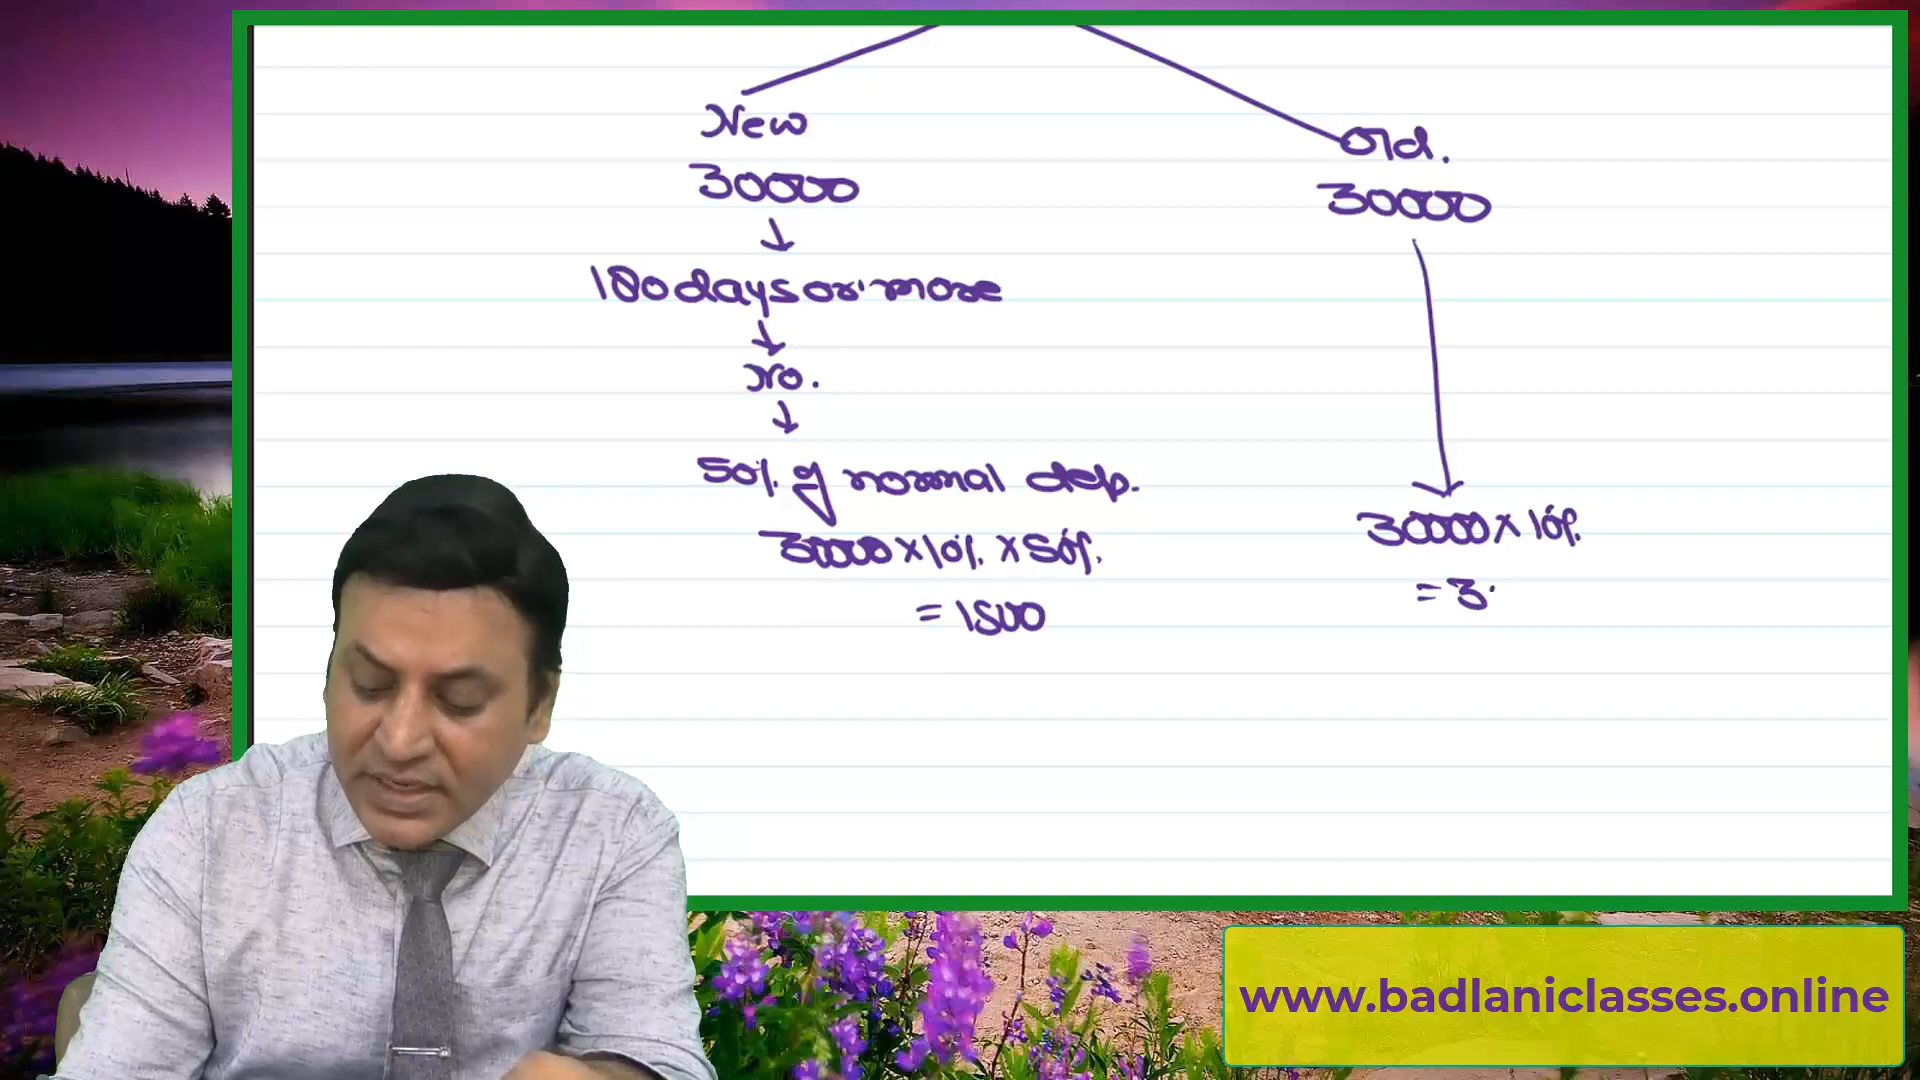 New
30000
180 days or more
No.
50% of normal dep.
30000 x 10% x 50%.
= 1500
Old.
30000
30000 x 10%.
= 3
www.badlaniclasses.online